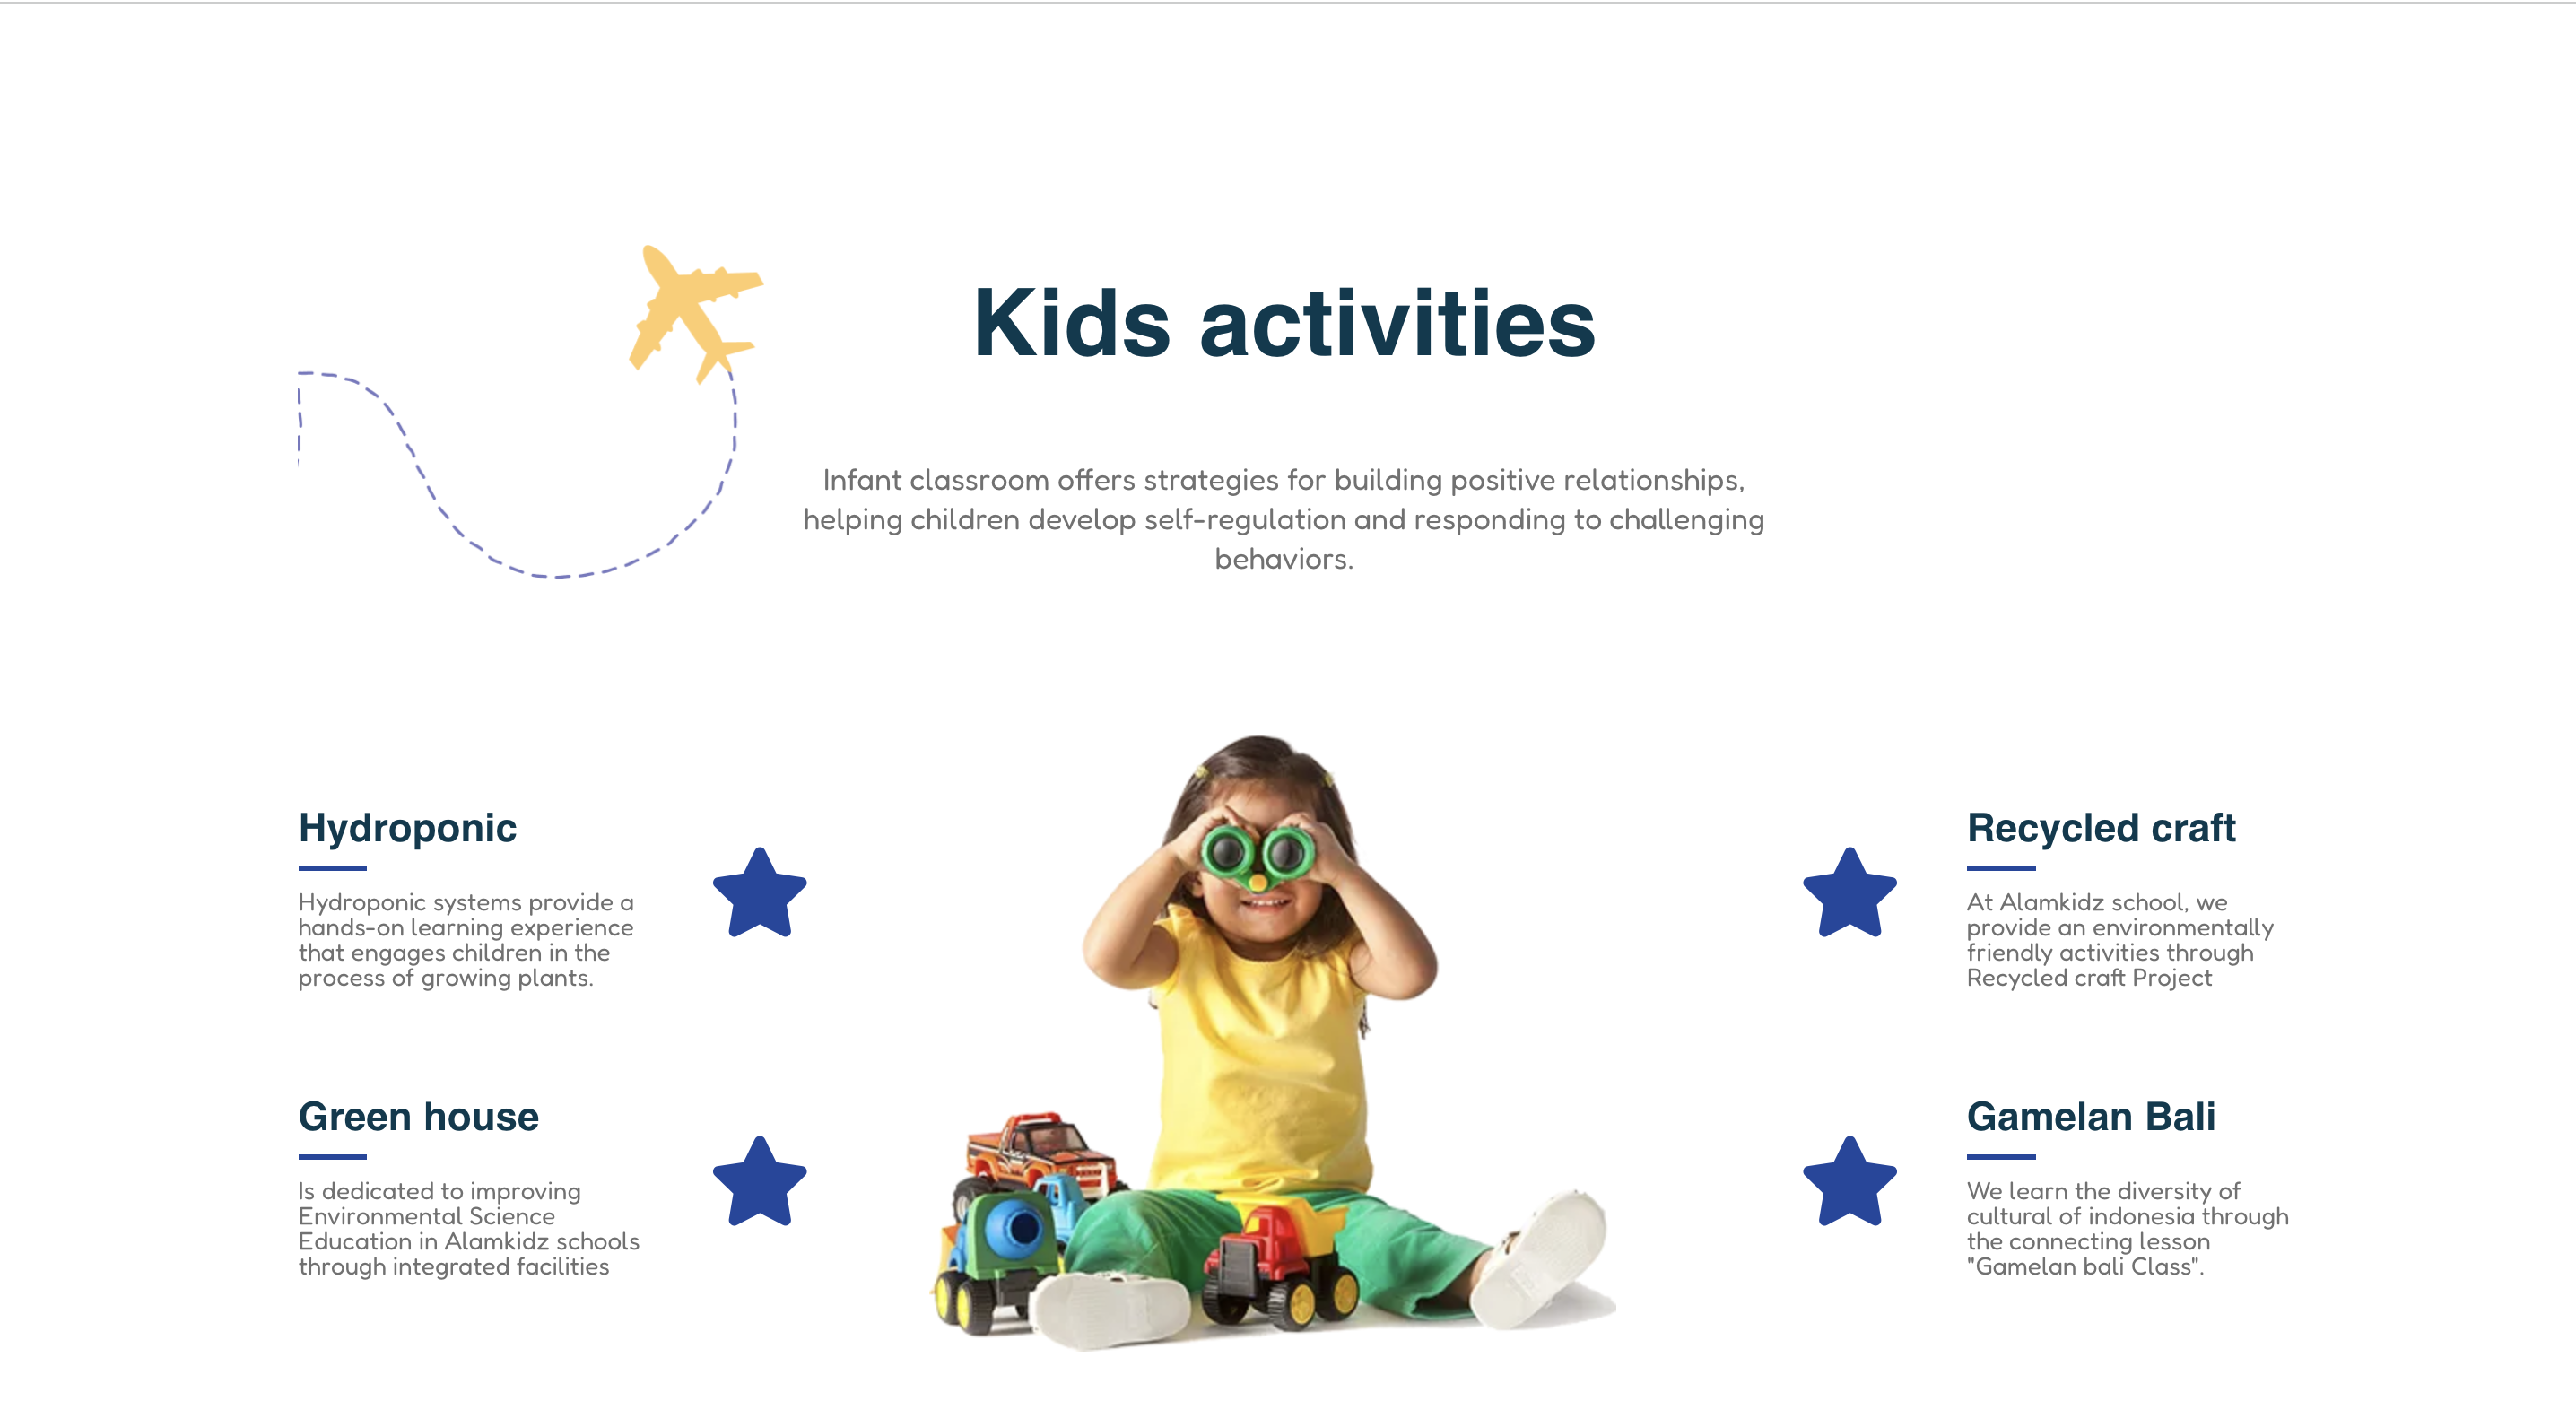 Kids activities
Infant classroom offers strategies for building positive relationships,
helping children develop self-regulation and responding to challenging
behaviors.
Hydroponic
Hydroponic systems provide a
hands-on learning experience
that engages children in the
process of growing plants.
Green house
Is dedicated to improving
Environmental Science
Education in Alamkidz schools
through integrated facilities
Recycled craft
At Alamkidz school, we
provide an environmentally
friendly activities through
Recycled craft Project
Gamelan Bali
We learn the diversity of
cultural of indonesia through
the connecting lesson
"Gamelan bali Class".